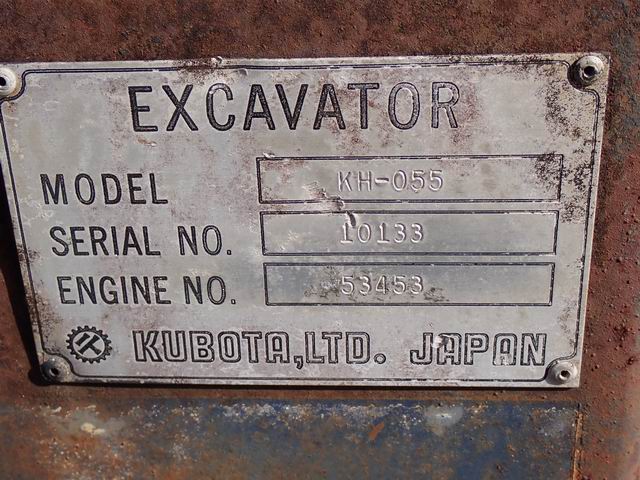 EXCAVATOR
MODEL KH-055
SERIAL NO. 10133
ENGINE NO. 53453
KUBOTA, LTD. JAPAN